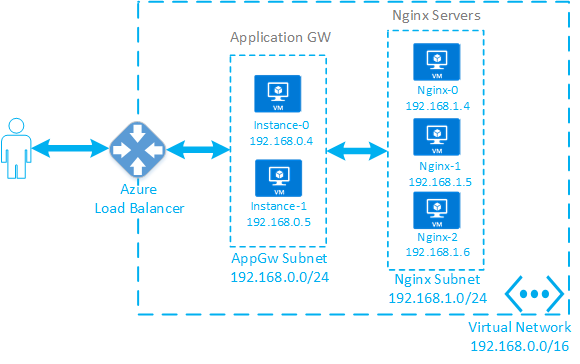 Application GW
Nginx Servers
VM
Instance-0
192.168.0.4
VM
Instance-1
192.168.0.5
AppGw Subnet
192.168.0.0/24
VM
Nginx-0
192.168.1.4
VM
Nginx-1
192.168.1.5
VM
Nginx-2
192.168.1.6
Nginx Subnet
192.168.1.0/24
Azure
Load Balancer
Virtual Network
192.168.0.0/16